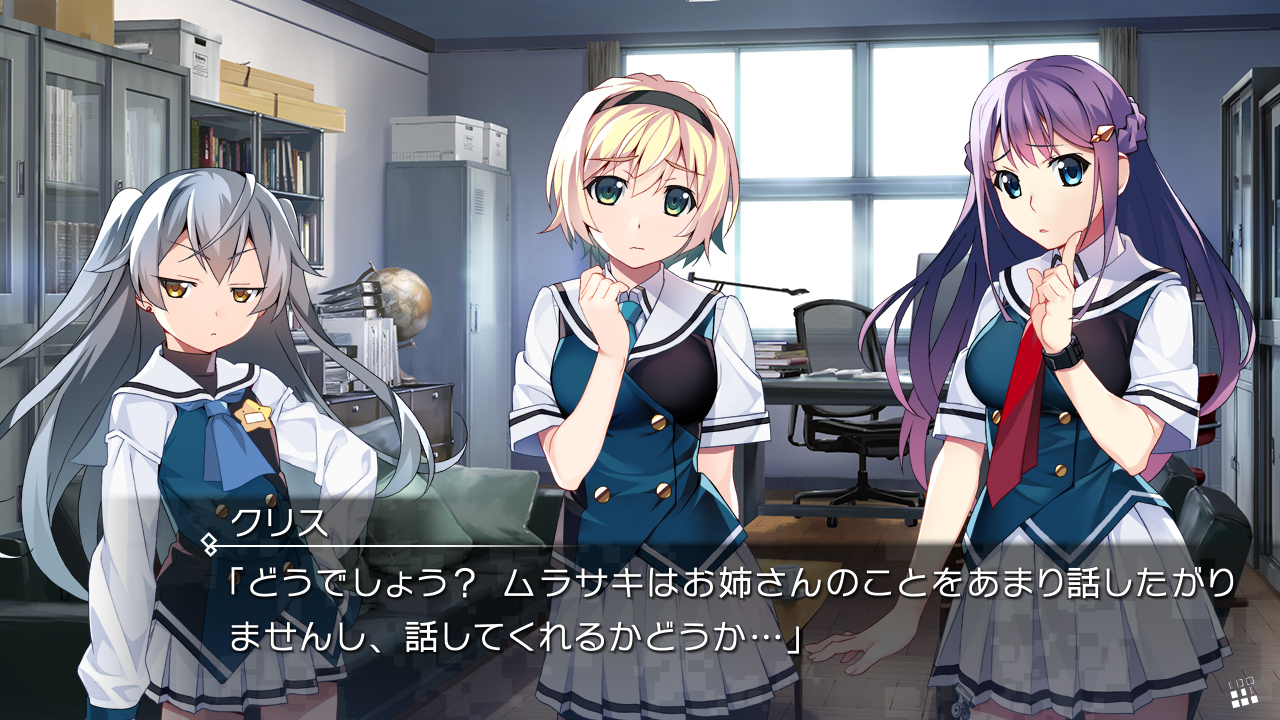 クリス
「どうでしょう？ ムラサキはお姉さんのことをあまり話したがり
ませんし、話してくれるかどうか…」